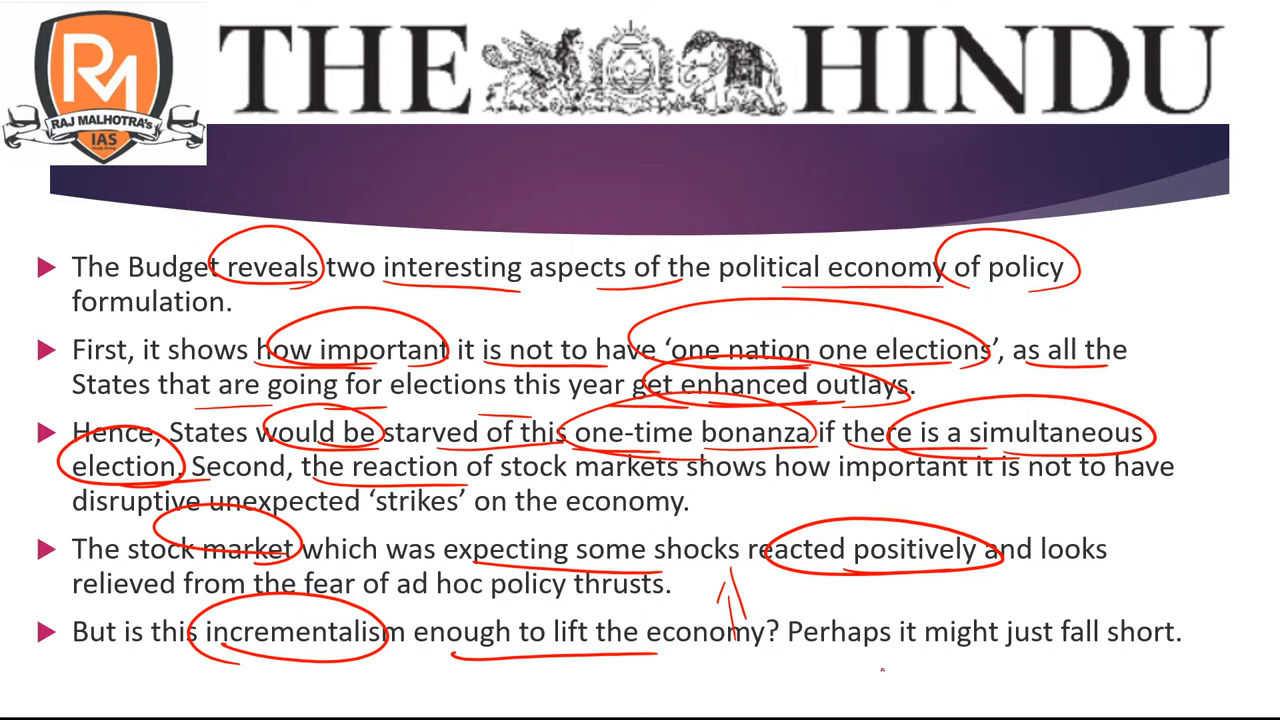 RM
THE HINDU
RAJ MALHOTRA'S
IAS
The Budget reveals two interesting aspects of the political economy of policy
formulation.
First, it shows how important it is not to have ‘one nation one elections’, as all the
States that are going for elections this year get enhanced outlays.
Hence, States would be starved of this one-time bonanza if there is a simultaneous
election. Second, the reaction of stock markets shows how important it is not to have
disruptive unexpected ‘strikes’ on the economy.
The stock market which was expecting some shocks reacted positively and looks
relieved from the fear of ad hoc policy thrusts.
But is this incrementalism enough to lift the economy? Perhaps it might just fall short.